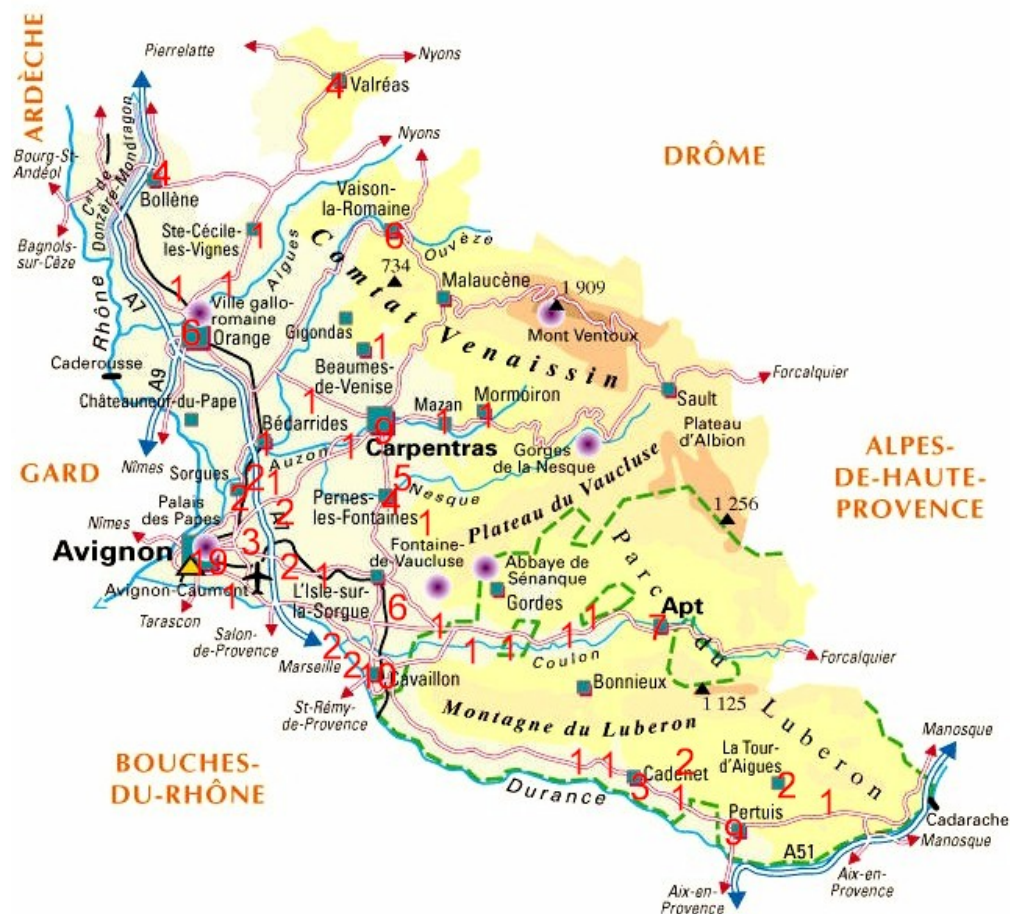 Pierrelatte
Nyons
4
Valréas
ARDÈCHE
Nyons
DRÔME
Bourg-St-
Andéol
Cal de
Donzère-Mondragon
4
Bollène
Vaison-
la-Romaine
6
Ste-Cécile-
les-Vignes
1
Ouvèze
Bagnols-
sur-Cèze
Aigues
Comtat Venaissin
734
Malaucène
1 909
Mont Ventoux
1
1
Rhône
A7
Ville gallo-
romaine
6
Orange
Gigondas
1
Beaumes-
de-Venise
Caderousse
A9
Châteauneuf-du-Pape
1
Mazan
1
Mormoiron
1
Forcalquier
Sault
Plateau
d'Albion
Bédarrides
1
9
Carpentras
Gorges
de la Nesque
Nîmes
GARD
ALPES-
DE-HAUTE-
PROVENCE
Sorgues
2
2
1
Auzon
1
5
Nesque
Palais
des Papes
2
Pernes-
les-Fontaines
4
1
Plateau du Vaucluse
1 256
Nîmes
Avignon
19
3
3
A7
2
1
Fontaine-
de-Vaucluse
Abbaye de
Sénanque
Gordes
Parc du Luberon
Avignon-Caumont
1
L'Isle-sur-
la-Sorgue
6
1
1
1
1
1
Apt
7
Tarascon
Salon-
de-Provence
Marseille
2
2
Coulon
Forcalquier
10
Cavaillon
Bonnieux
1 125
St-Rémy-
de-Provence
Montagne du Luberon
Manosque
BOUCHES-
DU-RHÔNE
1
1
2
La Tour-
d'Aigues
2
Cadenet
3
1
1
Durance
Pertuis
9
Cadarache
Manosque
A51
Aix-en-
Provence
Aix-en-
Provence